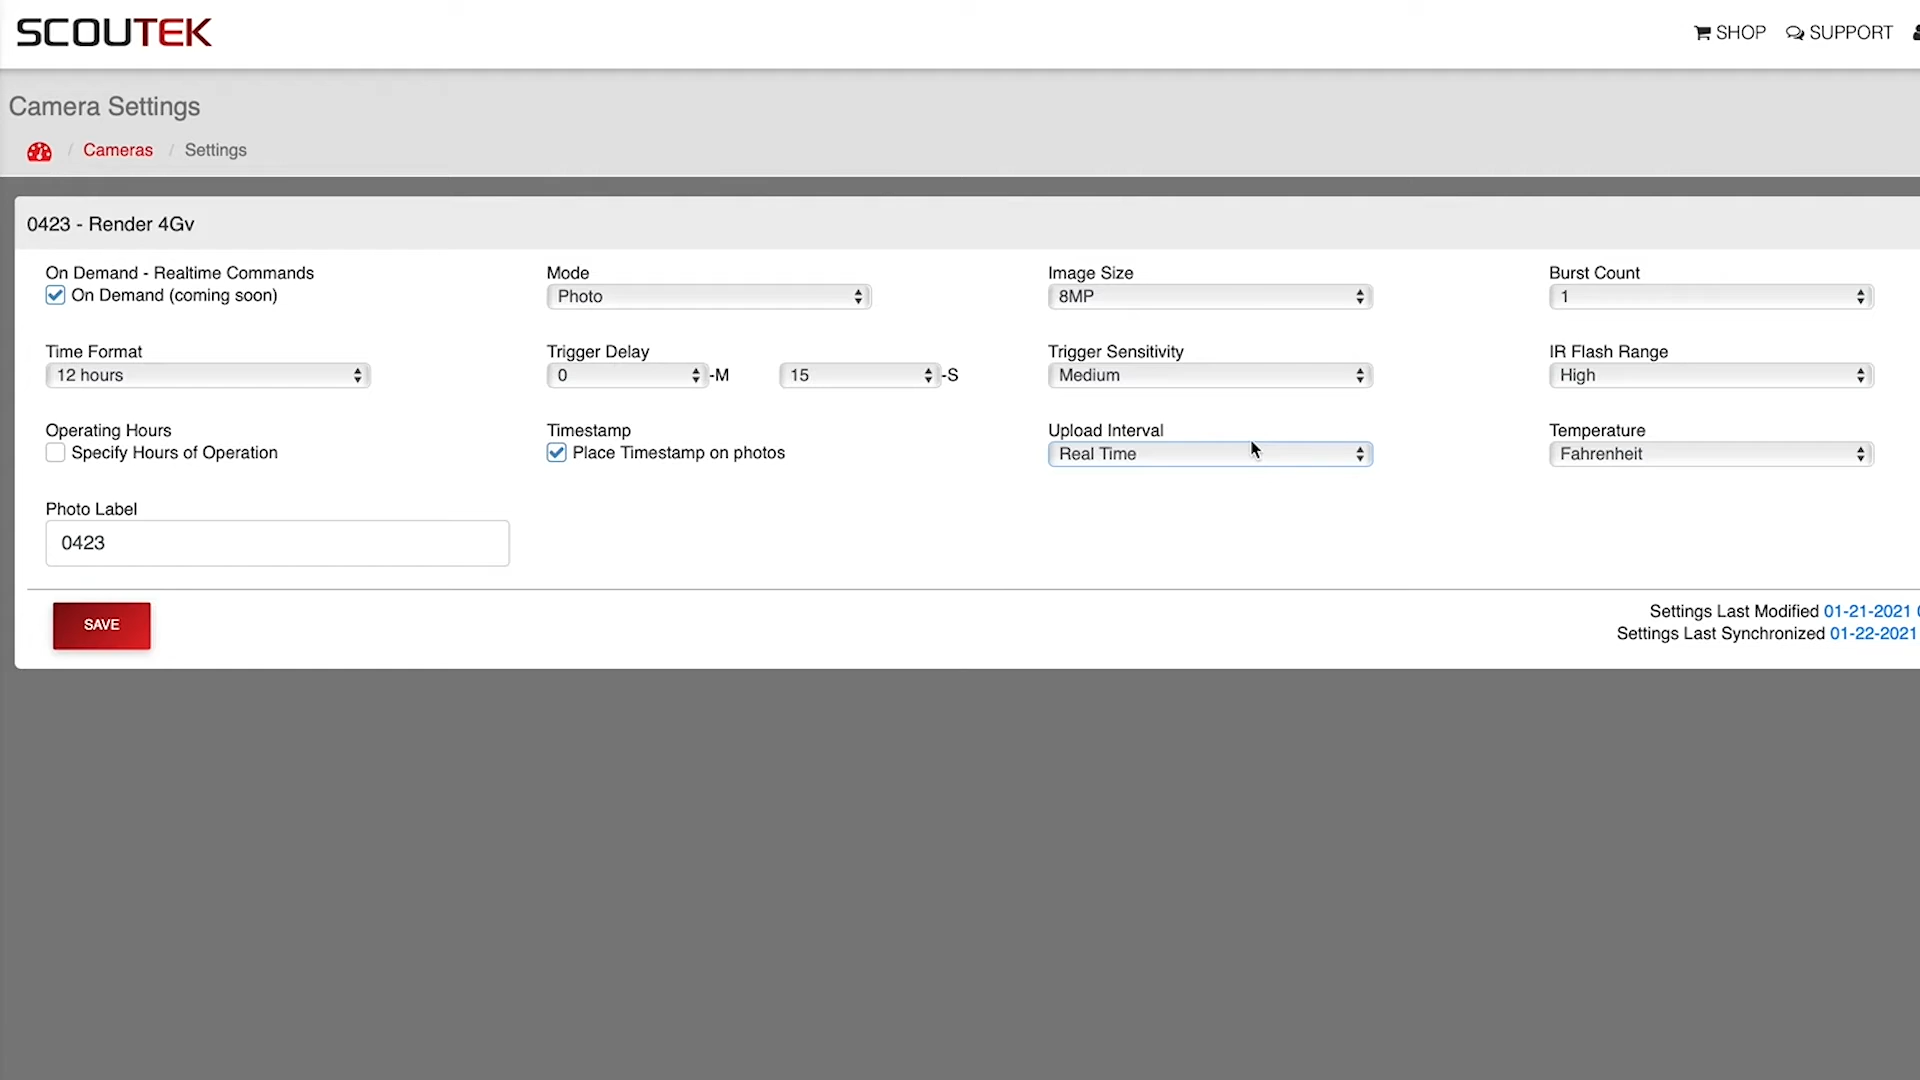 SCOUTEK
SHOP SUPPORT
Camera Settings
/ Cameras / Settings
0423 - Render 4Gv
On Demand - Realtime Commands
On Demand (coming soon)
Mode
Photo
Image Size
8MP
Burst Count
1
Time Format
12 hours
Trigger Delay
0 -M 15 -S
Trigger Sensitivity
Medium
IR Flash Range
High
Operating Hours
Specify Hours of Operation
Timestamp
Place Timestamp on photos
Upload Interval
Real Time
Temperature
Fahrenheit
Photo Label
0423
SAVE
Settings Last Modified 01-21-2021
Settings Last Synchronized 01-22-2021